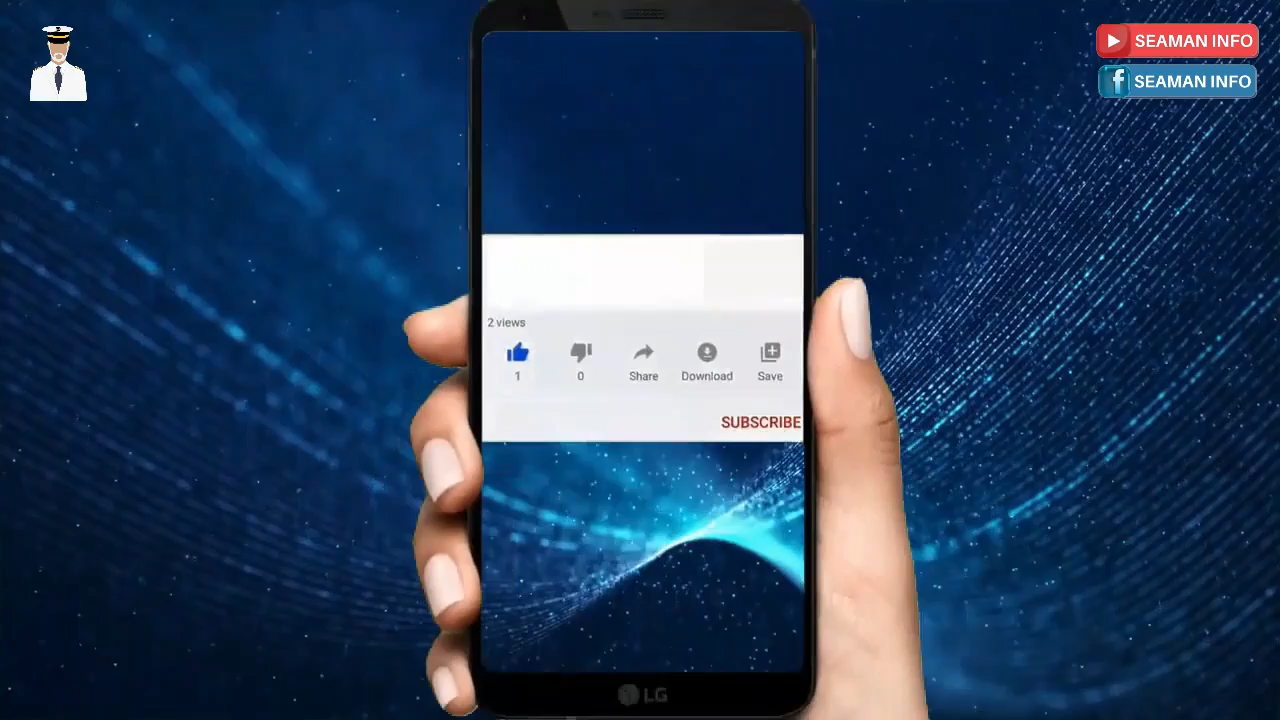 SEAMAN INFO
f SEAMAN INFO
2 views
1
0
Share
Download
Save
SUBSCRIBE
LG